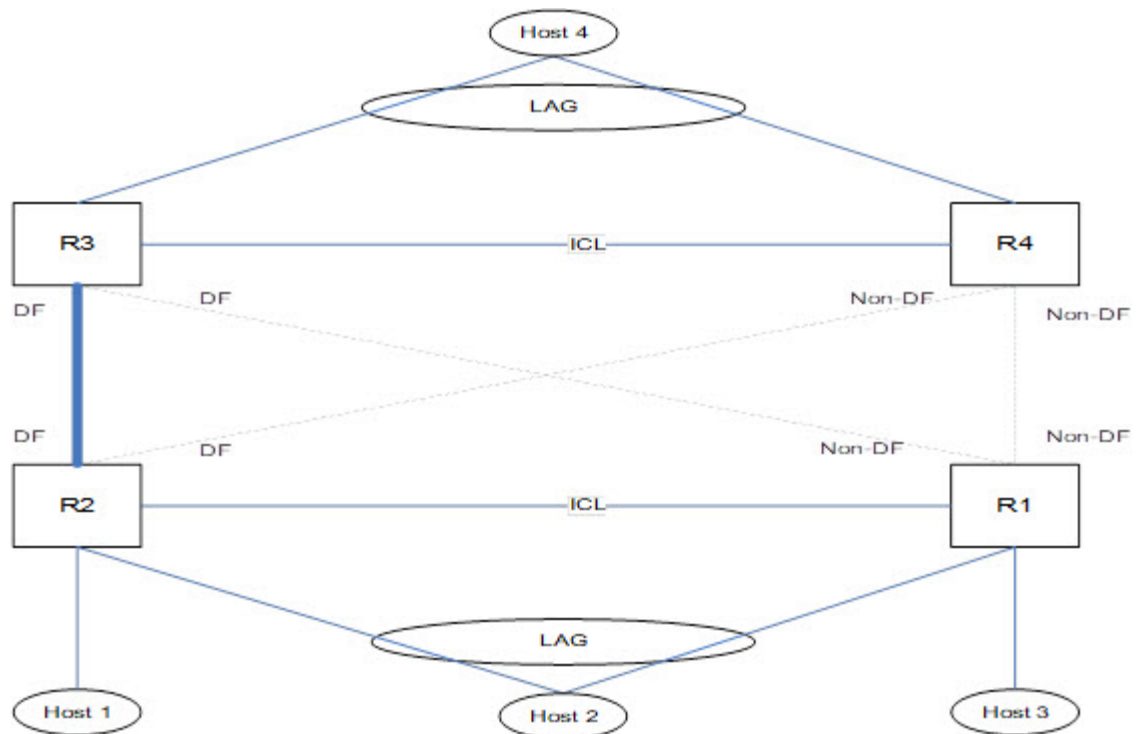 Host 4
LAG
R3
ICL
R4
DF
DF
Non-DF
Non-DF
DF
DF
Non-DF
Non-DF
R2
ICL
R1
LAG
Host 1
Host 2
Host 3